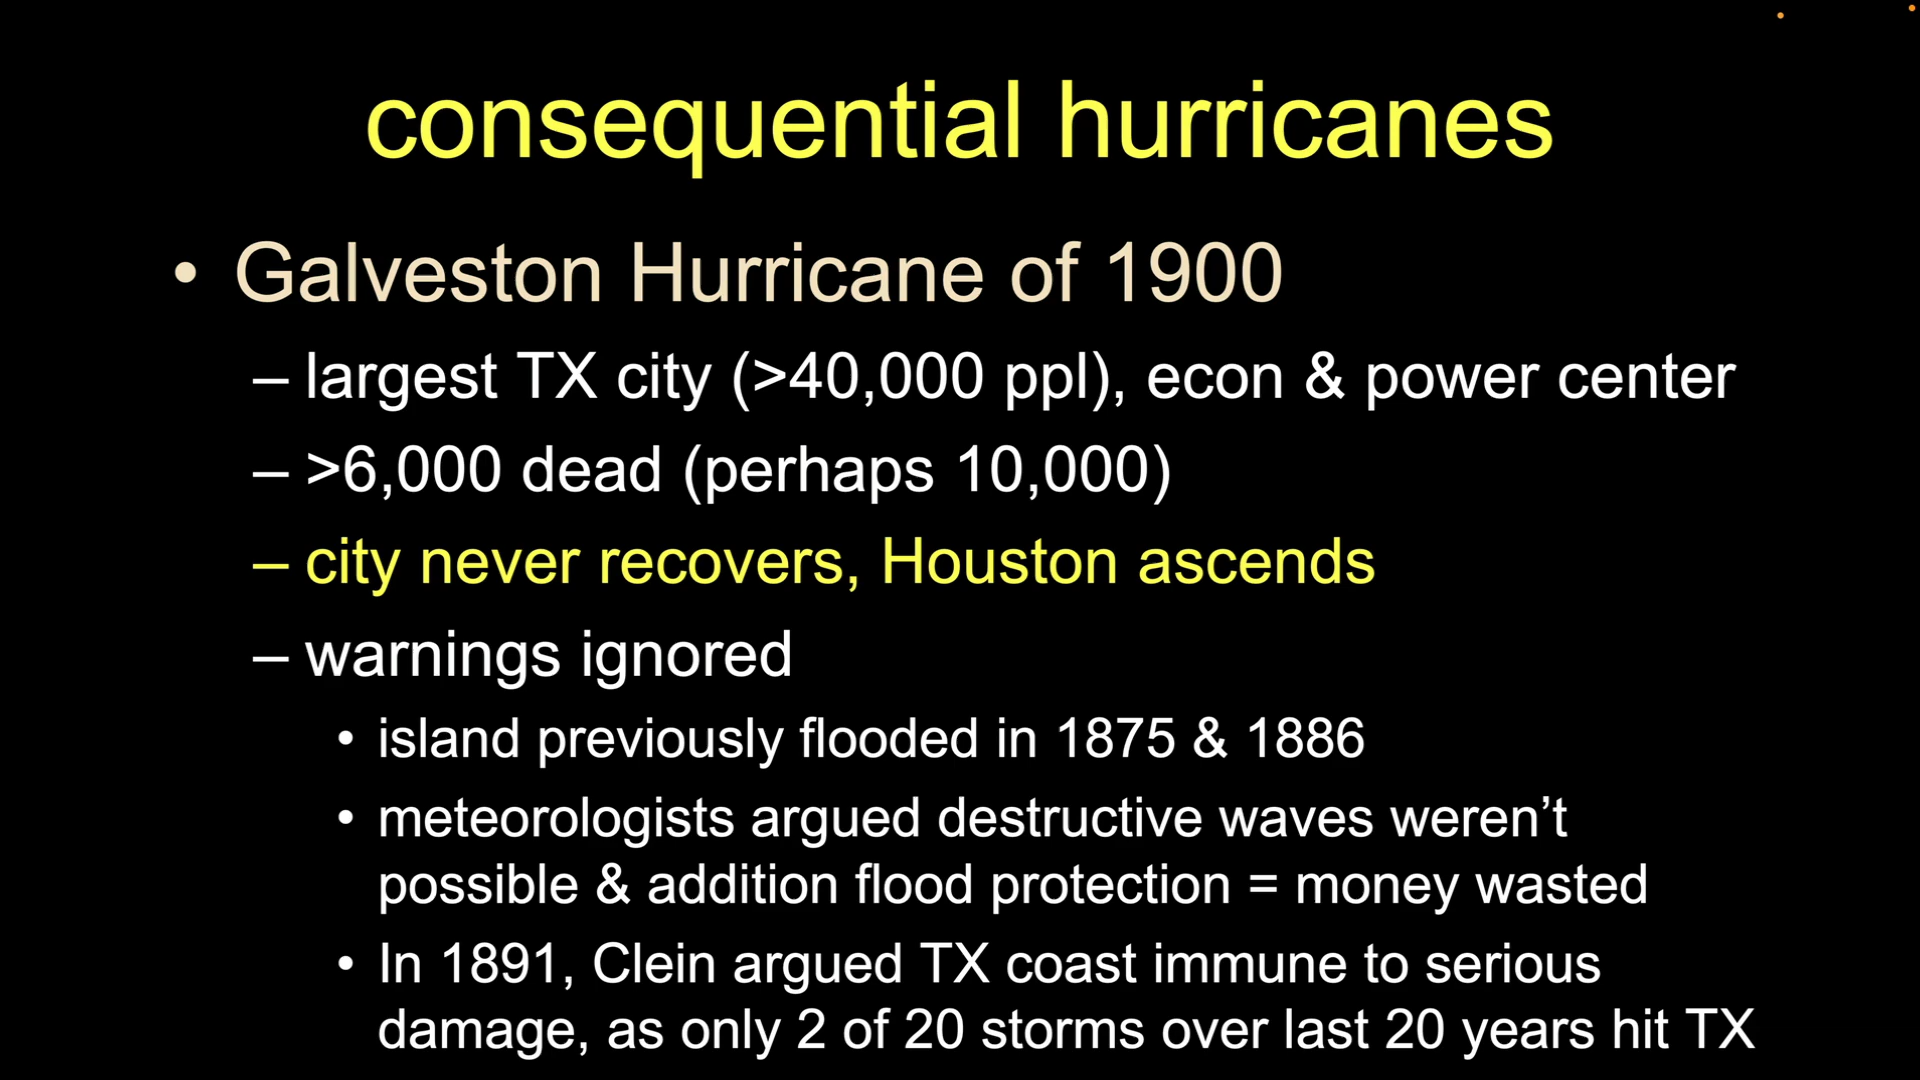 consequential hurricanes
• Galveston Hurricane of 1900
– largest TX city (>40,000 ppl), econ & power center
– >6,000 dead (perhaps 10,000)
– city never recovers, Houston ascends
– warnings ignored
• island previously flooded in 1875 & 1886
• meteorologists argued destructive waves weren’t
possible & addition flood protection = money wasted
• In 1891, Clein argued TX coast immune to serious
damage, as only 2 of 20 storms over last 20 years hit TX